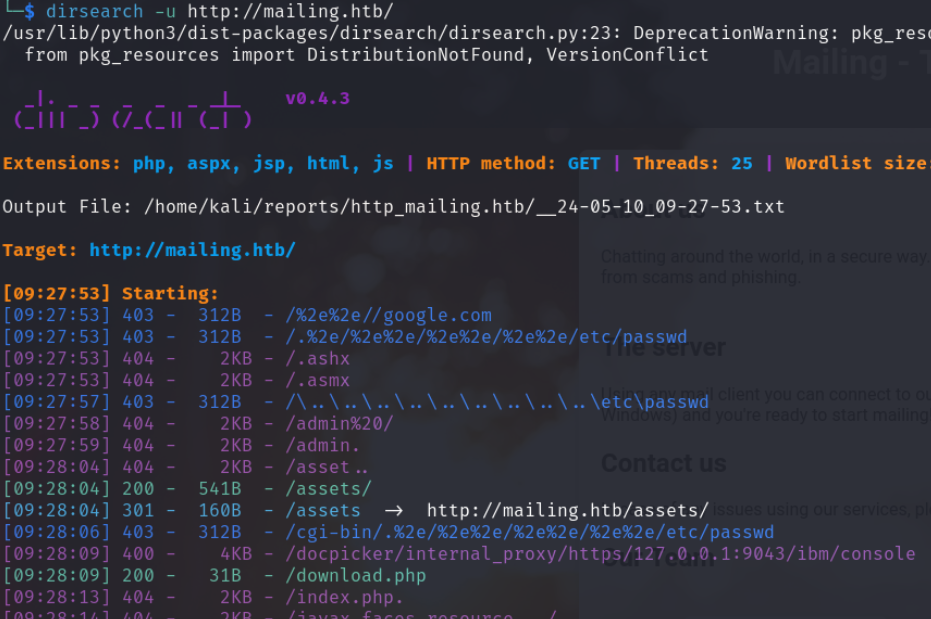 └─$ dirsearch -u http://mailing.htb/
/usr/lib/python3/dist-packages/dirsearch/dirsearch.py:23: DeprecationWarning: pkg_reso
  from pkg_resources import DistributionNotFound, VersionConflict
Mailing - T
v0.4.3
Extensions: php, aspx, jsp, html, js | HTTP method: GET | Threads: 25 | Wordlist size:
Output File: /home/kali/reports/http_mailing.htb/__24-05-10_09-27-53.txt
About us
Target: http://mailing.htb/
Chatting around the world, in a secure way
from scams and phishing.
[09:27:53] Starting:
[09:27:53] 403 -  312B  - /%2e%2e//google.com
[09:27:53] 403 -  312B  - /.%2e/%2e%2e/%2e%2e/%2e%2e/etc/passwd
The server
[09:27:53] 404 -    2KB - /.ashx
[09:27:53] 404 -    2KB - /.asmx
Using any mail client you can connect to ou
[09:27:57] 403 -  312B  - /\..\..\..\..\..\..\..\..\..\etc\passwd
Windows) and you're ready to start mailing
[09:27:58] 404 -    2KB - /admin%20/
[09:27:59] 404 -    2KB - /admin.
[09:28:04] 404 -    2KB - /asset..
Contact us
[09:28:04] 200 -  541B  - /assets/
[09:28:04] 301 -  160B  - /assets  ->  http://mailing.htb/assets/
issues using our services, pl
[09:28:06] 403 -  312B  - /cgi-bin/.%2e/%2e%2e/%2e%2e/%2e%2e/etc/passwd
[09:28:09] 400 -    4KB - /docpicker/internal_proxy/https/127.0.0.1:9043/ibm/console
Our Team
[09:28:09] 200 -   31B  - /download.php
[09:28:13] 404 -    2KB - /index.php.
[09:28:14] 404 -    2KB - /javax.faces.resource.../